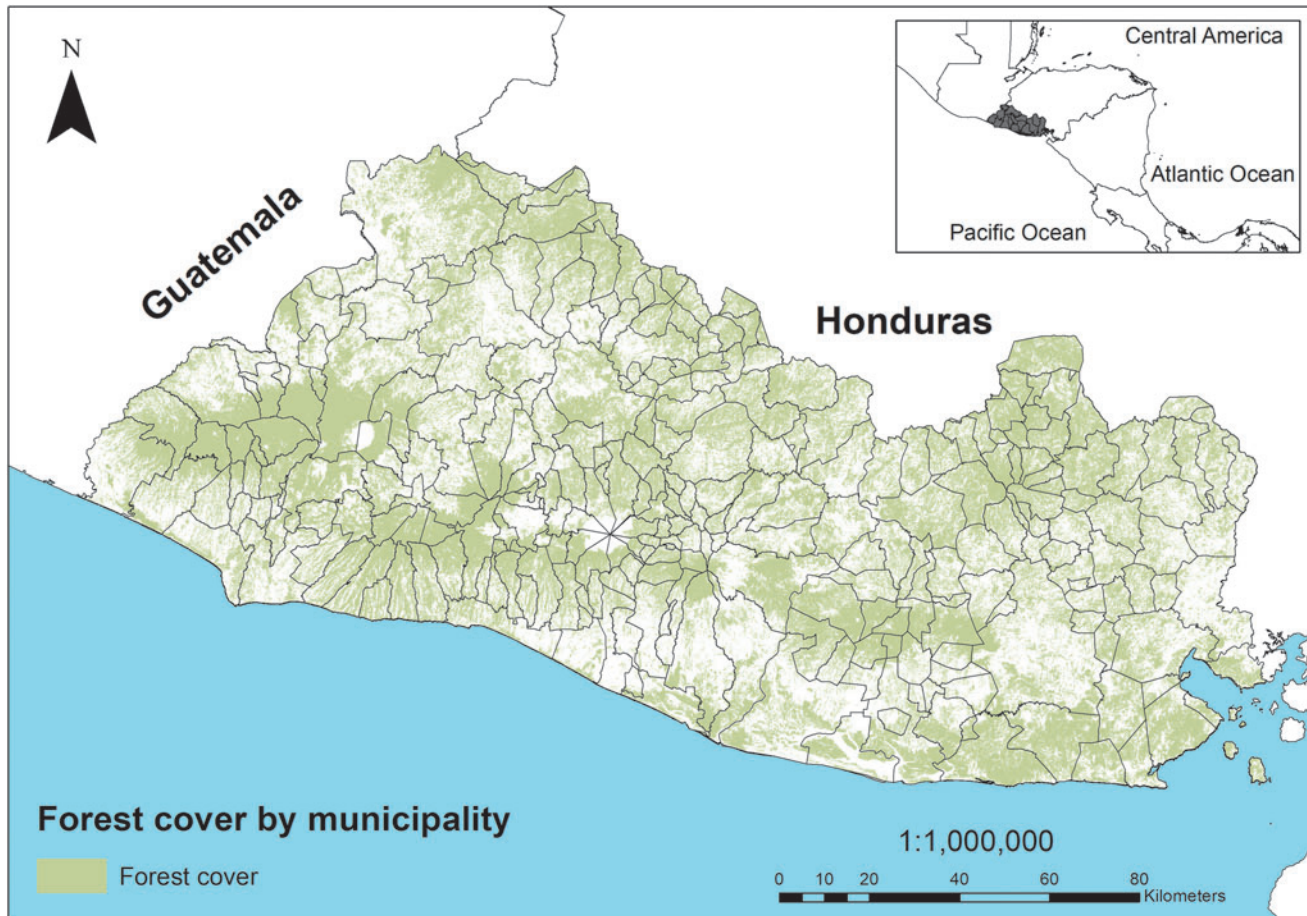 N
Central America
Atlantic Ocean
Pacific Ocean
Guatemala
Honduras
Forest cover by municipality
Forest cover
1:1,000,000
0 10 20 40 60 80
Kilometers